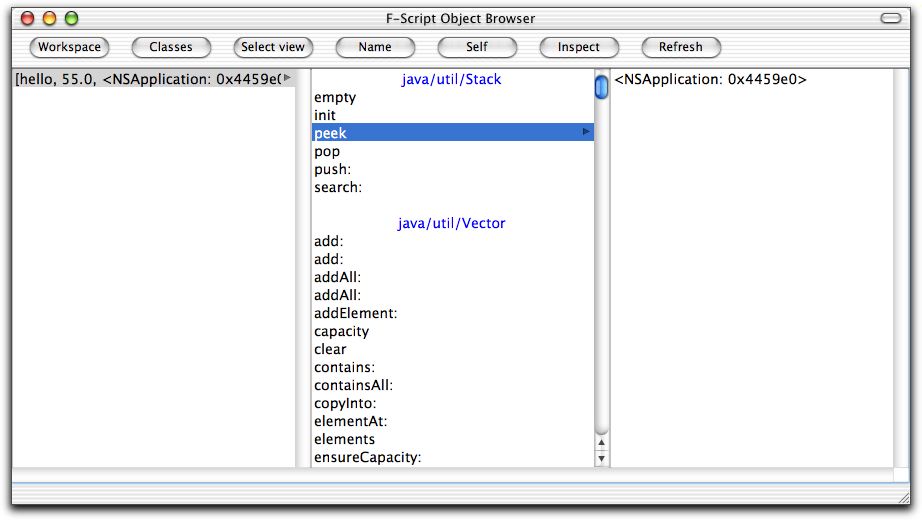 F-Script Object Browser
Workspace
Classes
Select view
Name
Self
Inspect
Refresh
[hello, 55.0, <NSApplication: 0x4459e0
java/util/Stack
empty
init
peek
pop
push:
search:
java/util/Vector
add:
add:
addAll:
addAll:
addElement:
capacity
clear
contains:
containsAll:
copyInto:
elementAt:
elements
ensureCapacity:
<NSApplication: 0x4459e0>